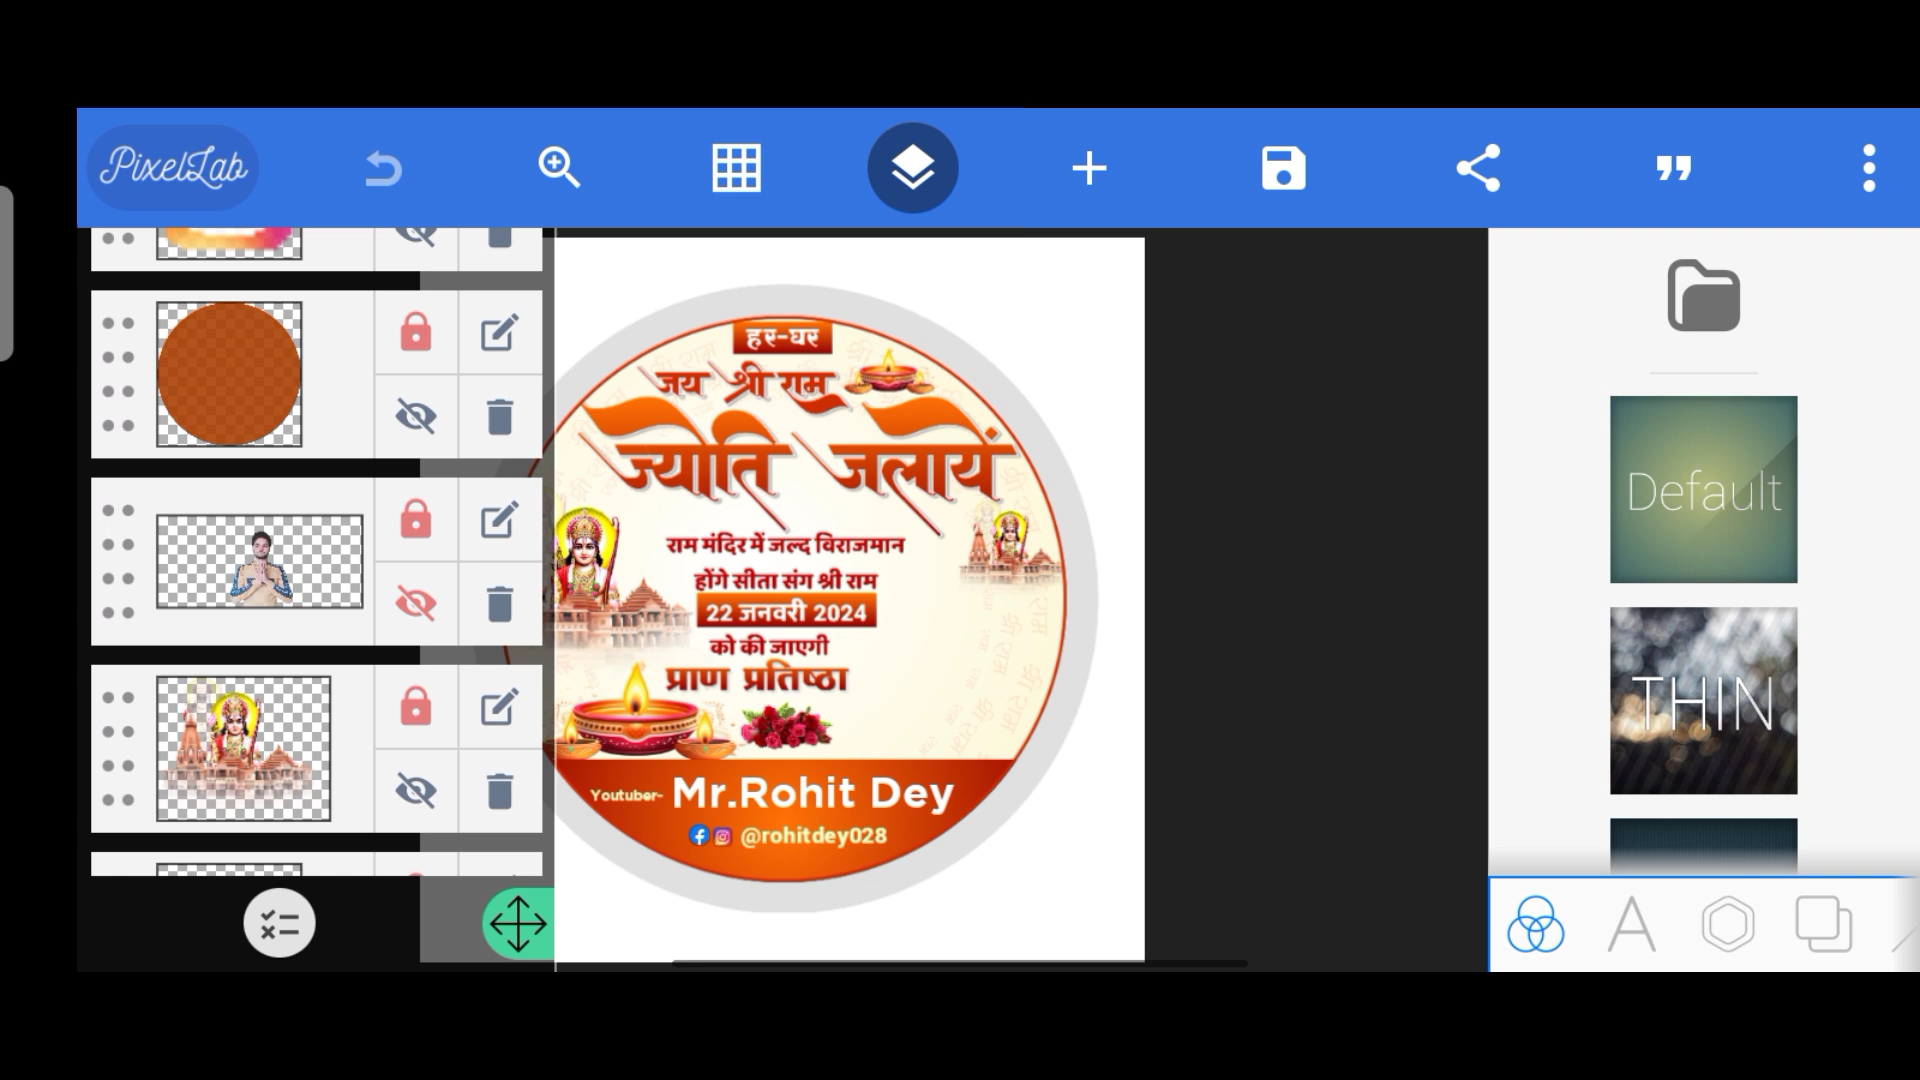 PixelLab
हर-घर
जय श्री राम
ज्योति जलायें
राम मंदिर में जल्द विराजमान
होंगे सीता संग श्री राम
22 जनवरी 2024
को की जाएगी
प्राण प्रतिष्ठा
Youtuber- Mr.Rohit Dey
@rohitdey028
Default
THIN